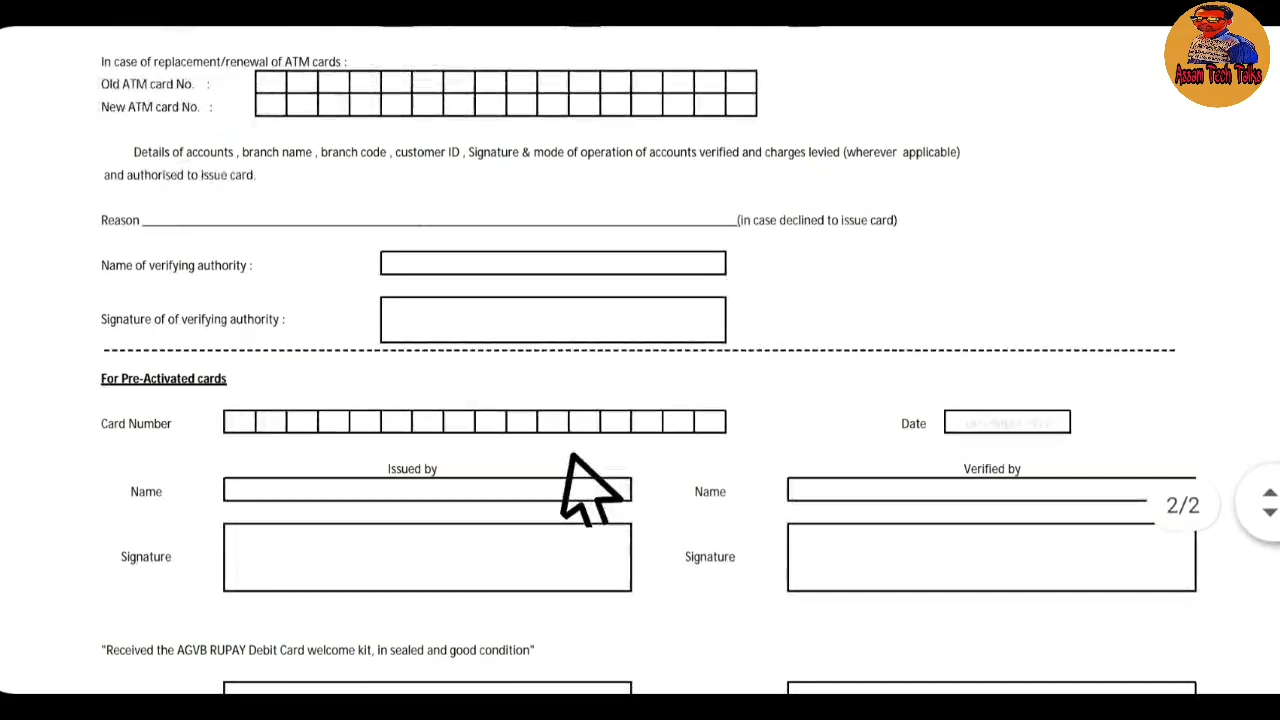 In case of replacement/renewal of ATM cards :
Old ATM card No. :
New ATM card No. :
Details of accounts , branch name , branch code , customer ID , Signature & mode of operation of accounts verified and charges levied (wherever applicable)
and authorised to issue card.
Reason ______ (in case declined to issue card)
Name of verifying authority :
Signature of of verifying authority :
For Pre-Activated cards
Card Number Date
Issued by Verified by
Name Name
2/2
Signature Signature
"Received the AGVB RUPAY Debit Card welcome kit, in sealed and good condition"
Assam Tech Talks